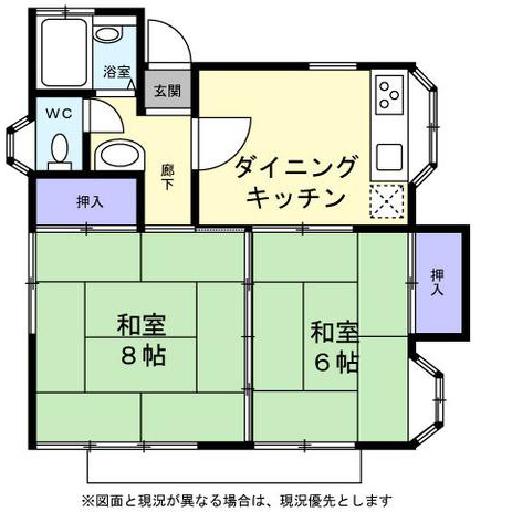 浴室
玄関
WC
ダイニング
キッチン
廊下
押入
押入
和室
8帖
和室
6帖
※図面と現況が異なる場合は、現況優先とします